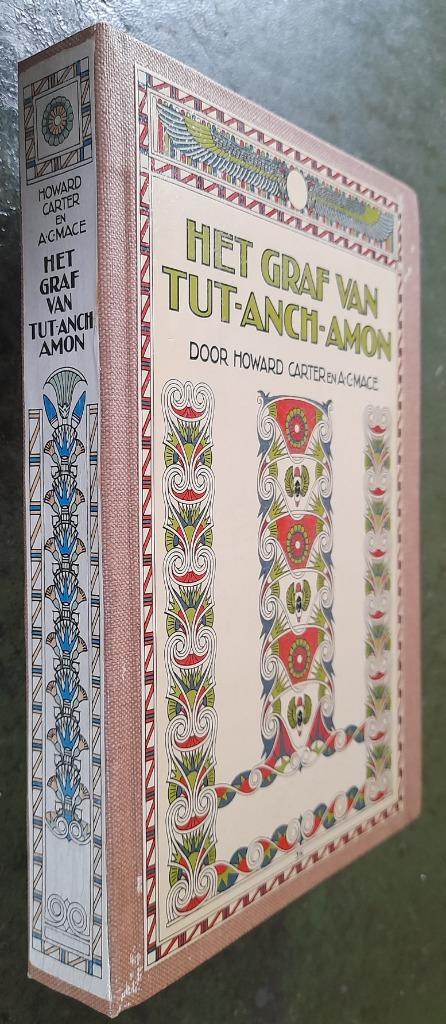 HOWARD
CARTER
EN
A·C·MACE
HET
GRAF
VAN
TUT-ANCH
AMON
HET GRAF VAN
TUT-ANCH-AMON
DOOR HOWARD CARTER EN A·C·MACE